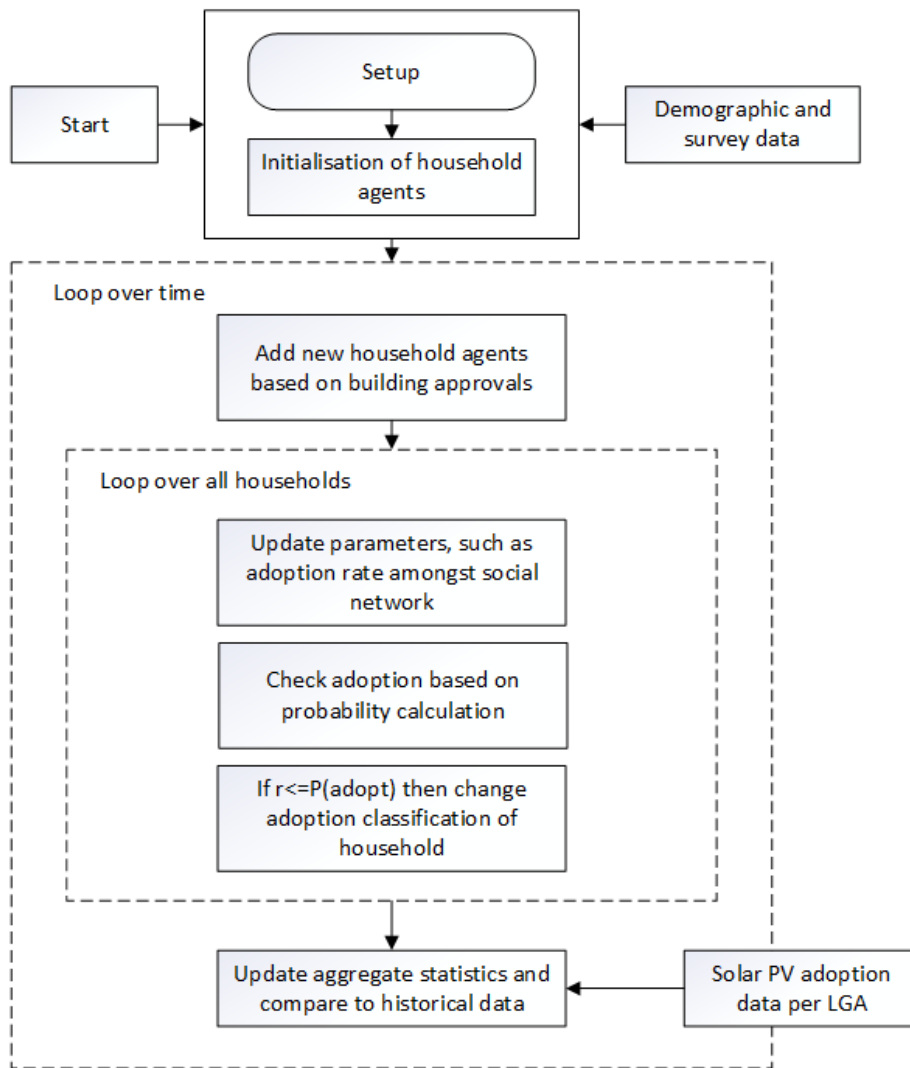 Setup
Start
Initialisation of household
agents
Demographic and
survey data
Loop over time
Add new household agents
based on building approvals
Loop over all households
Update parameters, such as
adoption rate amongst social
network
Check adoption based on
probability calculation
If r<=P(adopt) then change
adoption classification of
household
Update aggregate statistics and
compare to historical data
Solar PV adoption
data per LGA